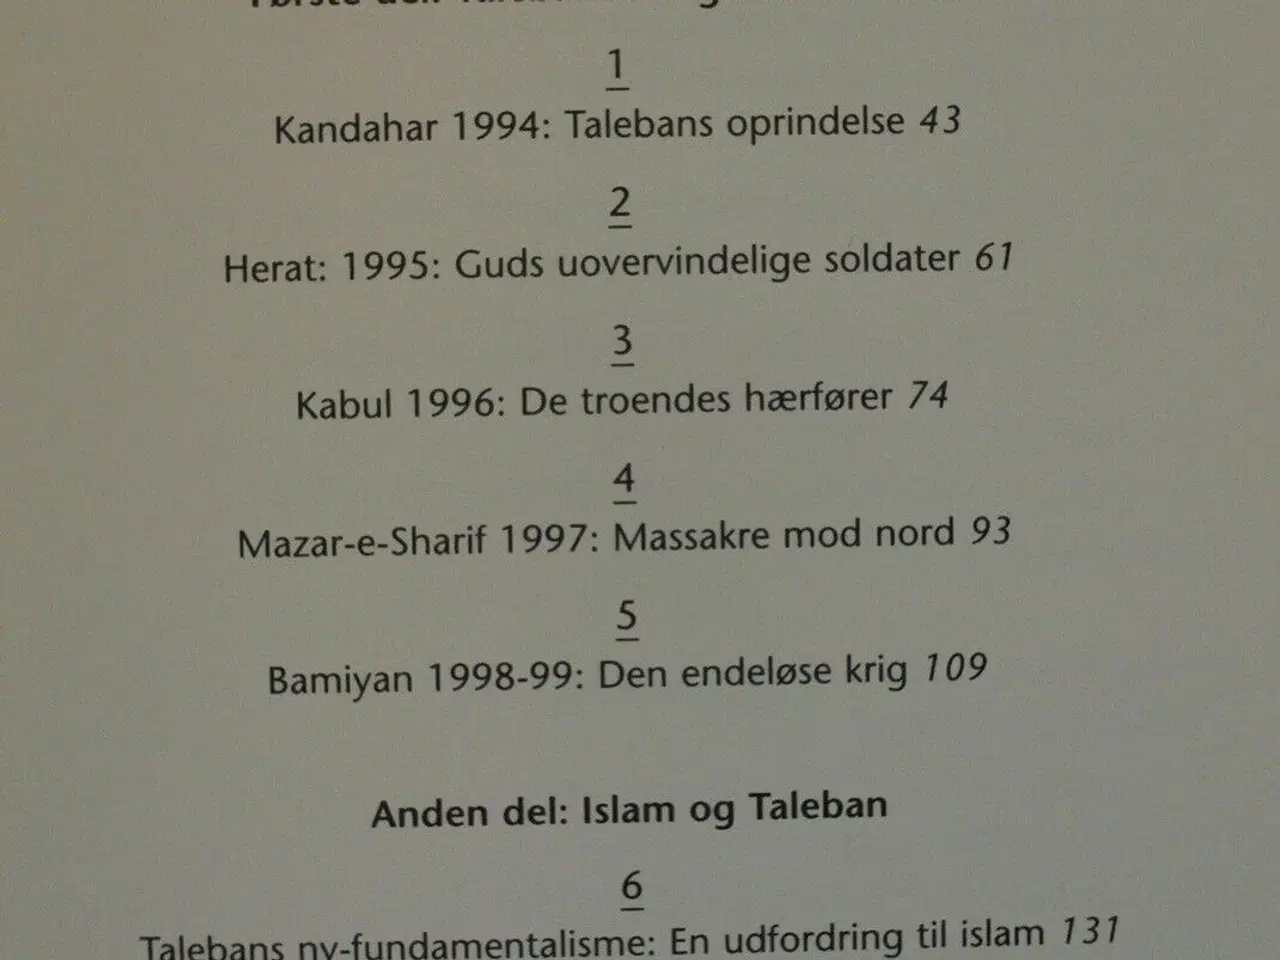 1
Kandahar 1994: Talebans oprindelse 43
2
Herat: 1995: Guds uovervindelige soldater 61
3
Kabul 1996: De troendes hærfører 74
4
Mazar-e-Sharif 1997: Massakre mod nord 93
5
Bamiyan 1998-99: Den endeløse krig 109
Anden del: Islam og Taleban
6
Talebans ny-fundamentalisme: En udfordring til islam 131